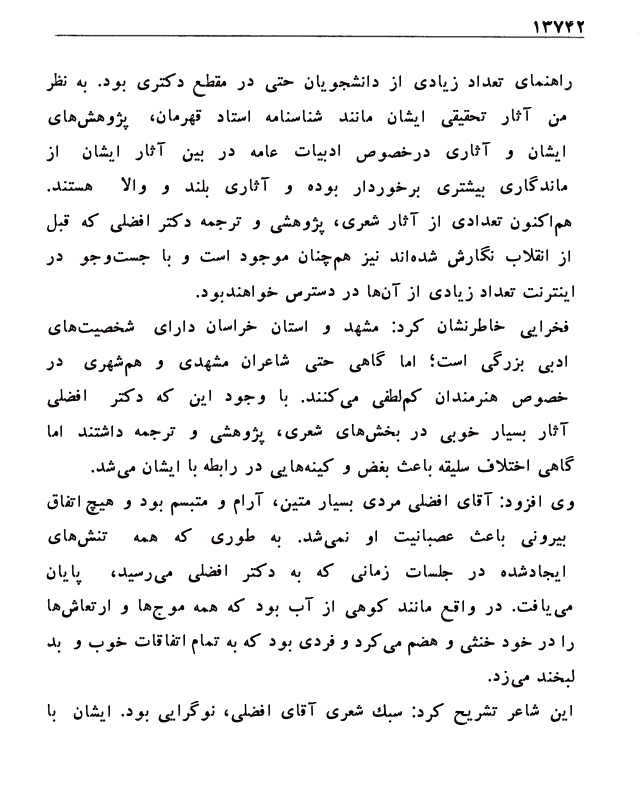 ۱۳۷۴۲
راهنمای تعداد زیادی از دانشجویان حتی در مقطع دکتری بود. به نظر
من آثار تحقیقی ایشان مانند شناسنامه استاد قهرمان، پژوهش‌های
ایشان و آثاری درخصوص ادبیات عامه در بین آثار ایشان از
ماندگاری بیشتری برخوردار بوده و آثاری بلند و والا هستند.
هم‌اکنون تعدادی از آثار شعری، پژوهشی و ترجمه دکتر افضلی که قبل
از انقلاب نگارش شده‌اند نیز هم‌چنان موجود است و با جست‌وجو در
اینترنت تعداد زیادی از آن‌ها در دسترس خواهندبود.
فخرایی خاطرنشان کرد: مشهد و استان خراسان دارای شخصیت‌های
ادبی بزرگی است؛ اما گاهی حتی شاعران مشهدی و هم‌شهری در
خصوص هنرمندان کم‌لطفی می‌کنند. با وجود این که دکتر افضلی
آثار بسیار خوبی در بخش‌های شعری، پژوهشی و ترجمه داشتند اما
گاهی اختلاف سلیقه باعث بغض و کینه‌هایی در رابطه با ایشان می‌شد.
وی افزود: آقای افضلی مردی بسیار متین، آرام و متبسم بود و هیچ اتفاق
بیرونی باعث عصبانیت او نمی‌شد. به طوری که همه تنش‌های
ایجادشده در جلسات زمانی که به دکتر افضلی می‌رسید، پایان
می‌یافت. در واقع مانند کوهی از آب بود که همه موج‌ها و ارتعاش‌ها
را در خود خنثی و هضم می‌کرد و فردی بود که به تمام اتفاقات خوب و بد
لبخند می‌زد.
این شاعر تشریح کرد: سبك شعری آقای افضلی، نوگرایی بود. ایشان با